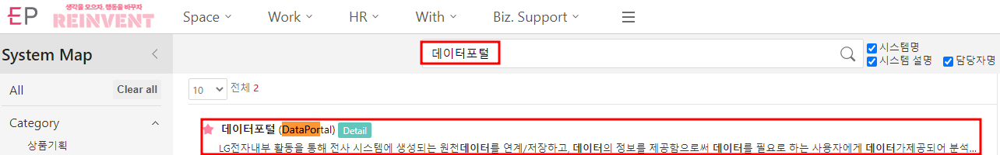 EP
생각을 모으자. 행동을 바꾸자
REINVENT
Space Work HR With Biz. Support
System Map
데이터포털
시스템명
시스템 설명 담당자명
All Clear all
10 전체 2
Category
상품기획
데이터포털 (DataPortal) Detail
LG전자내부 활동을 통해 전사 시스템에 생성되는 원천데이터를 연계/저장하고, 데이터의 정보를 제공함으로써 데이터를 필요로 하는 사용자에게 데이터가제공되어 분석...